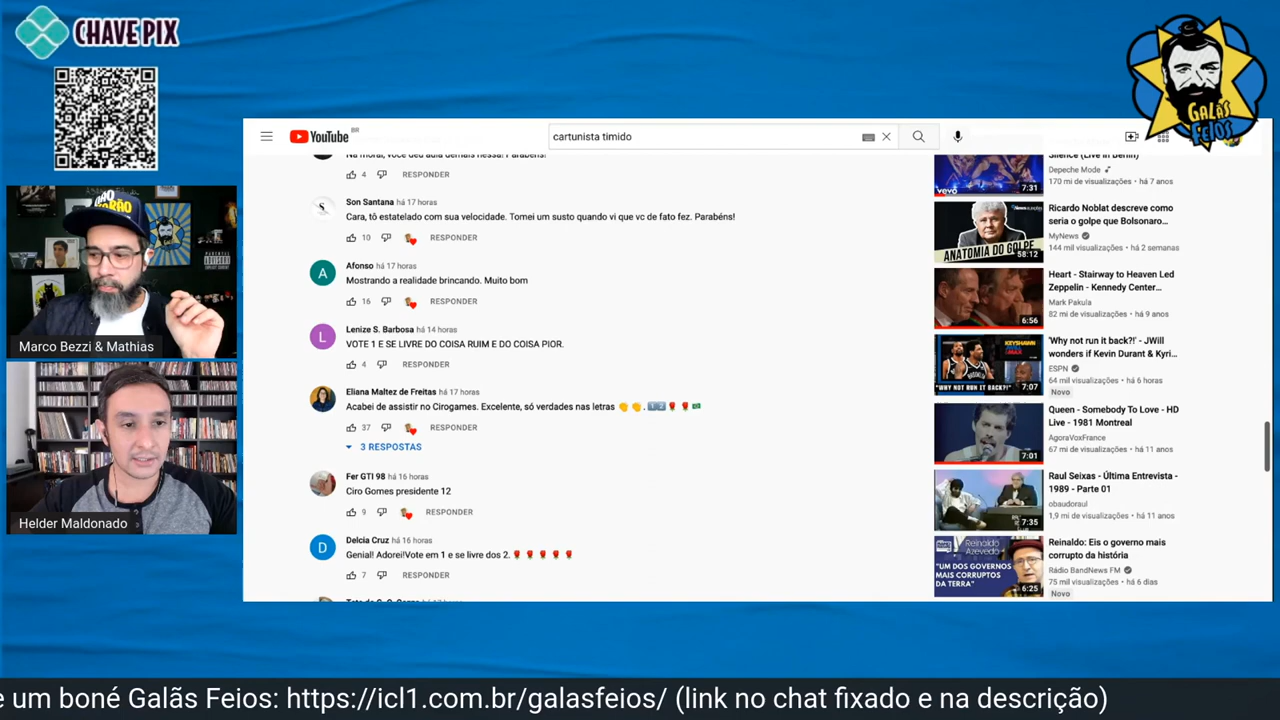 CHAVE PIX
GALÃS
FEIOS
YouTube BR
cartunista timido
Na moral, você deu aula demais nessa! Parabéns!
4 RESPONDER
Son Santana há 17 horas
Cara, tô estatelado com sua velocidade. Tomei um susto quando vi que vc de fato fez. Parabéns!
10 RESPONDER
Afonso há 17 horas
Mostrando a realidade brincando. Muito bom
16 RESPONDER
Lenize S. Barbosa há 14 horas
VOTE 1 E SE LIVRE DO COISA RUIM E DO COISA PIOR.
4 RESPONDER
Eliana Maltez de Freitas há 17 horas
Acabei de assistir no Cirogames. Excelente, só verdades nas letras 👏 👏. 1️⃣2️⃣🌹 🌹🇧🇷
37 RESPONDER
3 RESPOSTAS
Fer GTI 98 há 16 horas
Ciro Gomes presidente 12
9 RESPONDER
Delcia Cruz há 16 horas
Genial! Adorei!Vote em 1 e se livre dos 2. 🌹 🌹 🌹 🌹 🌹
7 RESPONDER
Silence (Live in Berlin)
Depeche Mode
170 mi de visualizações • há 7 anos
vevo
7:31
Ricardo Noblat descreve como
seria o golpe que Bolsonaro...
MyNews
144 mil visualizações • há 2 semanas
ANATOMIA DO GOLPE
58:12
Heart - Stairway to Heaven Led
Zeppelin - Kennedy Center...
Mark Pakula
82 mi de visualizações • há 9 anos
6:56
'Why not run it back?!' - JWill
wonders if Kevin Durant & Kyri...
ESPN
64 mil visualizações • há 6 horas
Novo
"WHY NOT RUN IT BACK?!"
7:07
Queen - Somebody To Love - HD
Live - 1981 Montreal
AgoraVoxFrance
67 mi de visualizações • há 11 anos
7:01
Raul Seixas - Última Entrevista -
1989 - Parte 01
obaudoraul
1,9 mi de visualizações • há 11 anos
7:35
Reinaldo: Eis o governo mais
corrupto da história
Rádio BandNews FM
75 mil visualizações • há 6 dias
Novo
REINALDO AZEVEDO
"UM DOS GOVERNOS
MAIS CORRUPTOS
DA TERRA"
6:25
Marco Bezzi & Mathias
Helder Maldonado
e um boné Galãs Feios: https://icl1.com.br/galasfeios/ (link no chat fixado e na descrição)